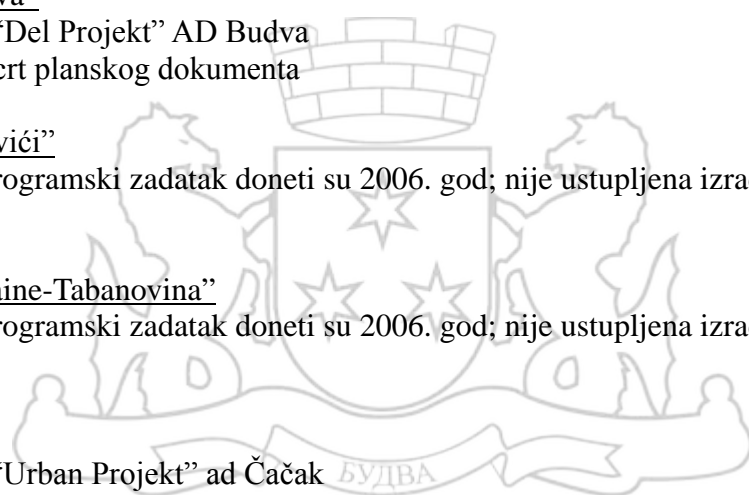 va”
“Del Projekt” AD Budva
crt planskog dokumenta
vići”
rogramski zadatak doneti su 2006. god; nije ustupljena izra
aine-Tabanovina”
rogramski zadatak doneti su 2006. god; nije ustupljena izra
“Urban Projekt” ad Čačak
БУДВА